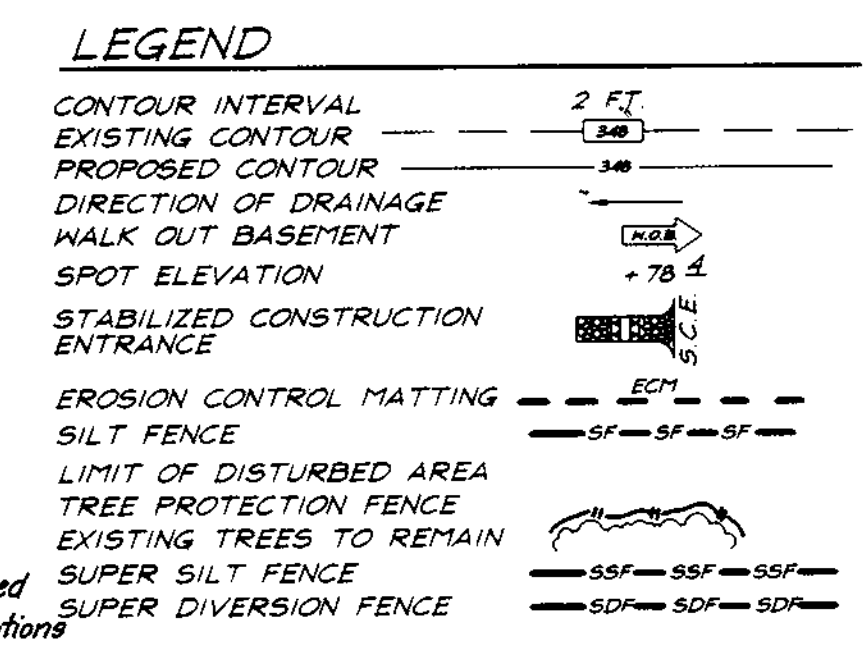 LEGEND
CONTOUR INTERVAL 2 FT.
EXISTING CONTOUR 348
PROPOSED CONTOUR 348
DIRECTION OF DRAINAGE
WALK OUT BASEMENT W.O.B.
SPOT ELEVATION + 78 4
STABILIZED CONSTRUCTION
ENTRANCE S.C.E.
EROSION CONTROL MATTING ECM
SILT FENCE SF SF SF
LIMIT OF DISTURBED AREA
TREE PROTECTION FENCE
EXISTING TREES TO REMAIN
SUPER SILT FENCE SSF SSF SSF
SUPER DIVERSION FENCE SDF SDF SDF